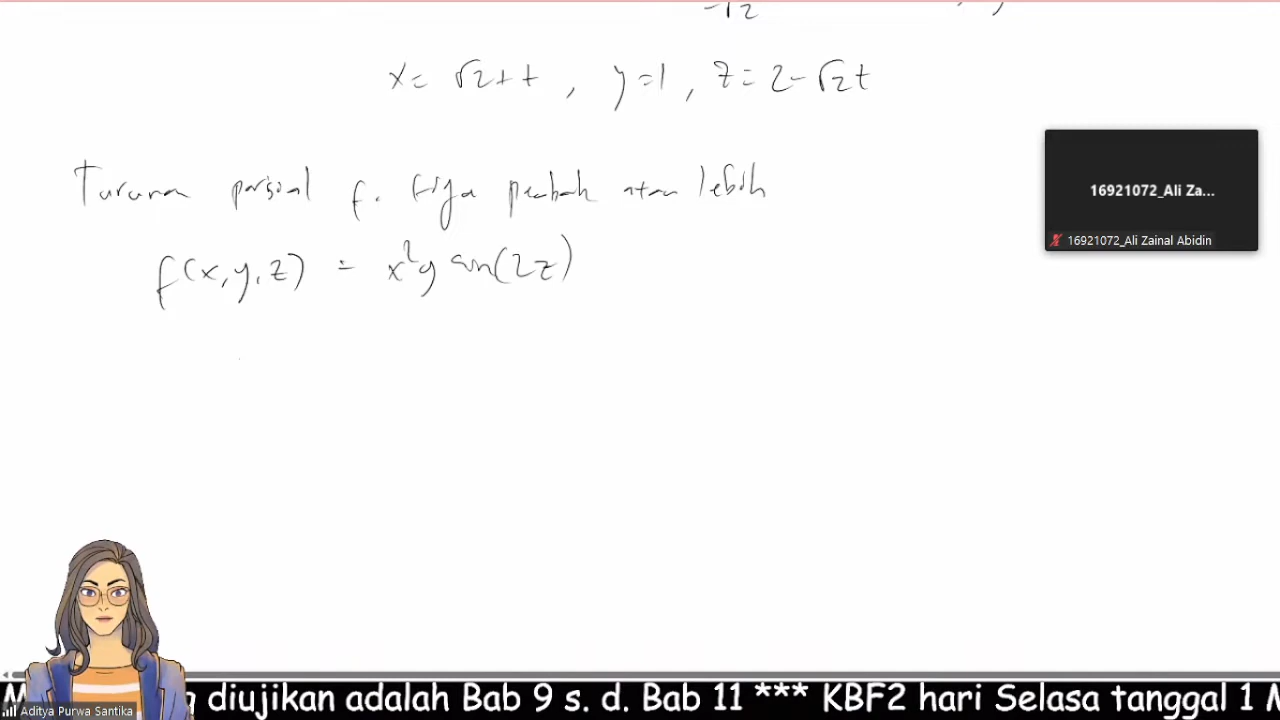 -√2
x = √2 + t , y = 1 , z = 2 - √2 t
Turunan parsial f. tiga peubah atau lebih
f(x, y, z) = x²y sin(2z)
16921072_Ali Za...
16921072_Ali Zainal Abidin
Aditya Purwa Santika
diujikan adalah Bab 9 s. d. Bab 11 *** KBF2 hari Selasa tanggal 1